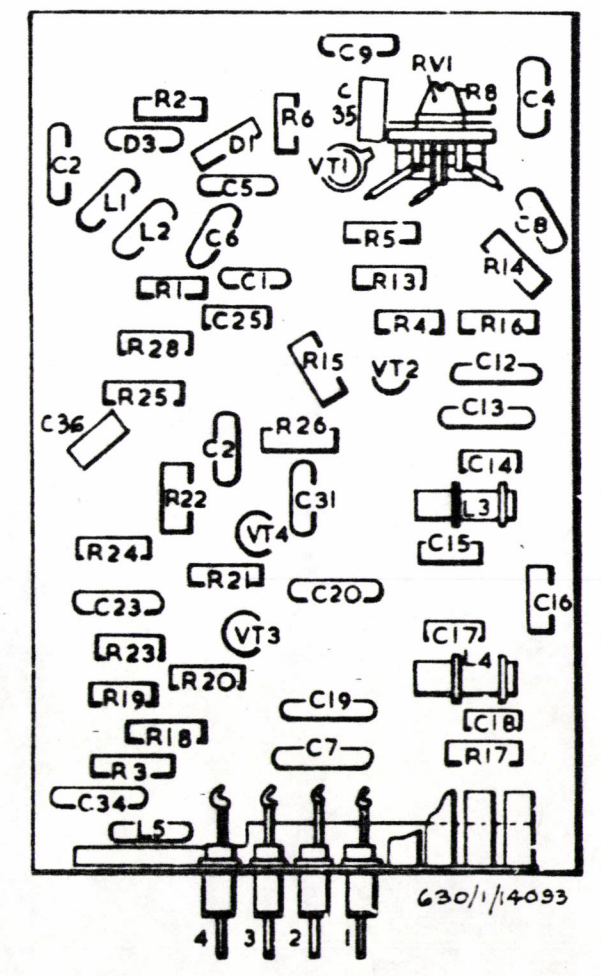 C9
RV1
R8
C4
C
35
R2
R6
D3
D1
VT1
C2
C5
L1
L2
C6
C8
R5
R14
R1
C1
R13
C25
R4
R16
R28
R15
VT2
C12
R25
C13
C36
C2
R26
C14
R22
C31
L3
VT4
R24
C15
R21
C20
C23
C16
VT3
C17
R23
L4
R20
R19
C19
C18
R18
C7
R17
R3
C34
L5
630/1/14093
4 3 2 1